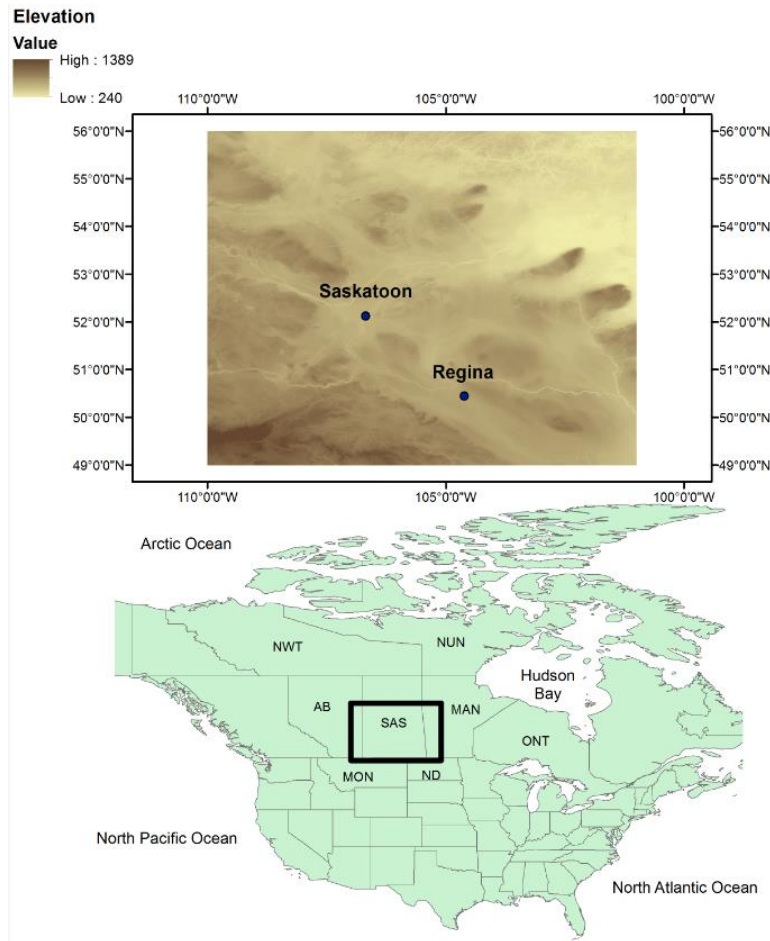 Elevation
Value
High : 1389
Low : 240
110°0'0"W 105°0'0"W 100°0'0"W
56°0'0"N 56°0'0"N
55°0'0"N 55°0'0"N
54°0'0"N 54°0'0"N
53°0'0"N 53°0'0"N
Saskatoon
52°0'0"N 52°0'0"N
51°0'0"N 51°0'0"N
Regina
50°0'0"N 50°0'0"N
49°0'0"N 49°0'0"N
110°0'0"W 105°0'0"W 100°0'0"W
Arctic Ocean
NWT NUN
Hudson
Bay
AB SAS MAN
ONT
MON ND
North Pacific Ocean
North Atlantic Ocean